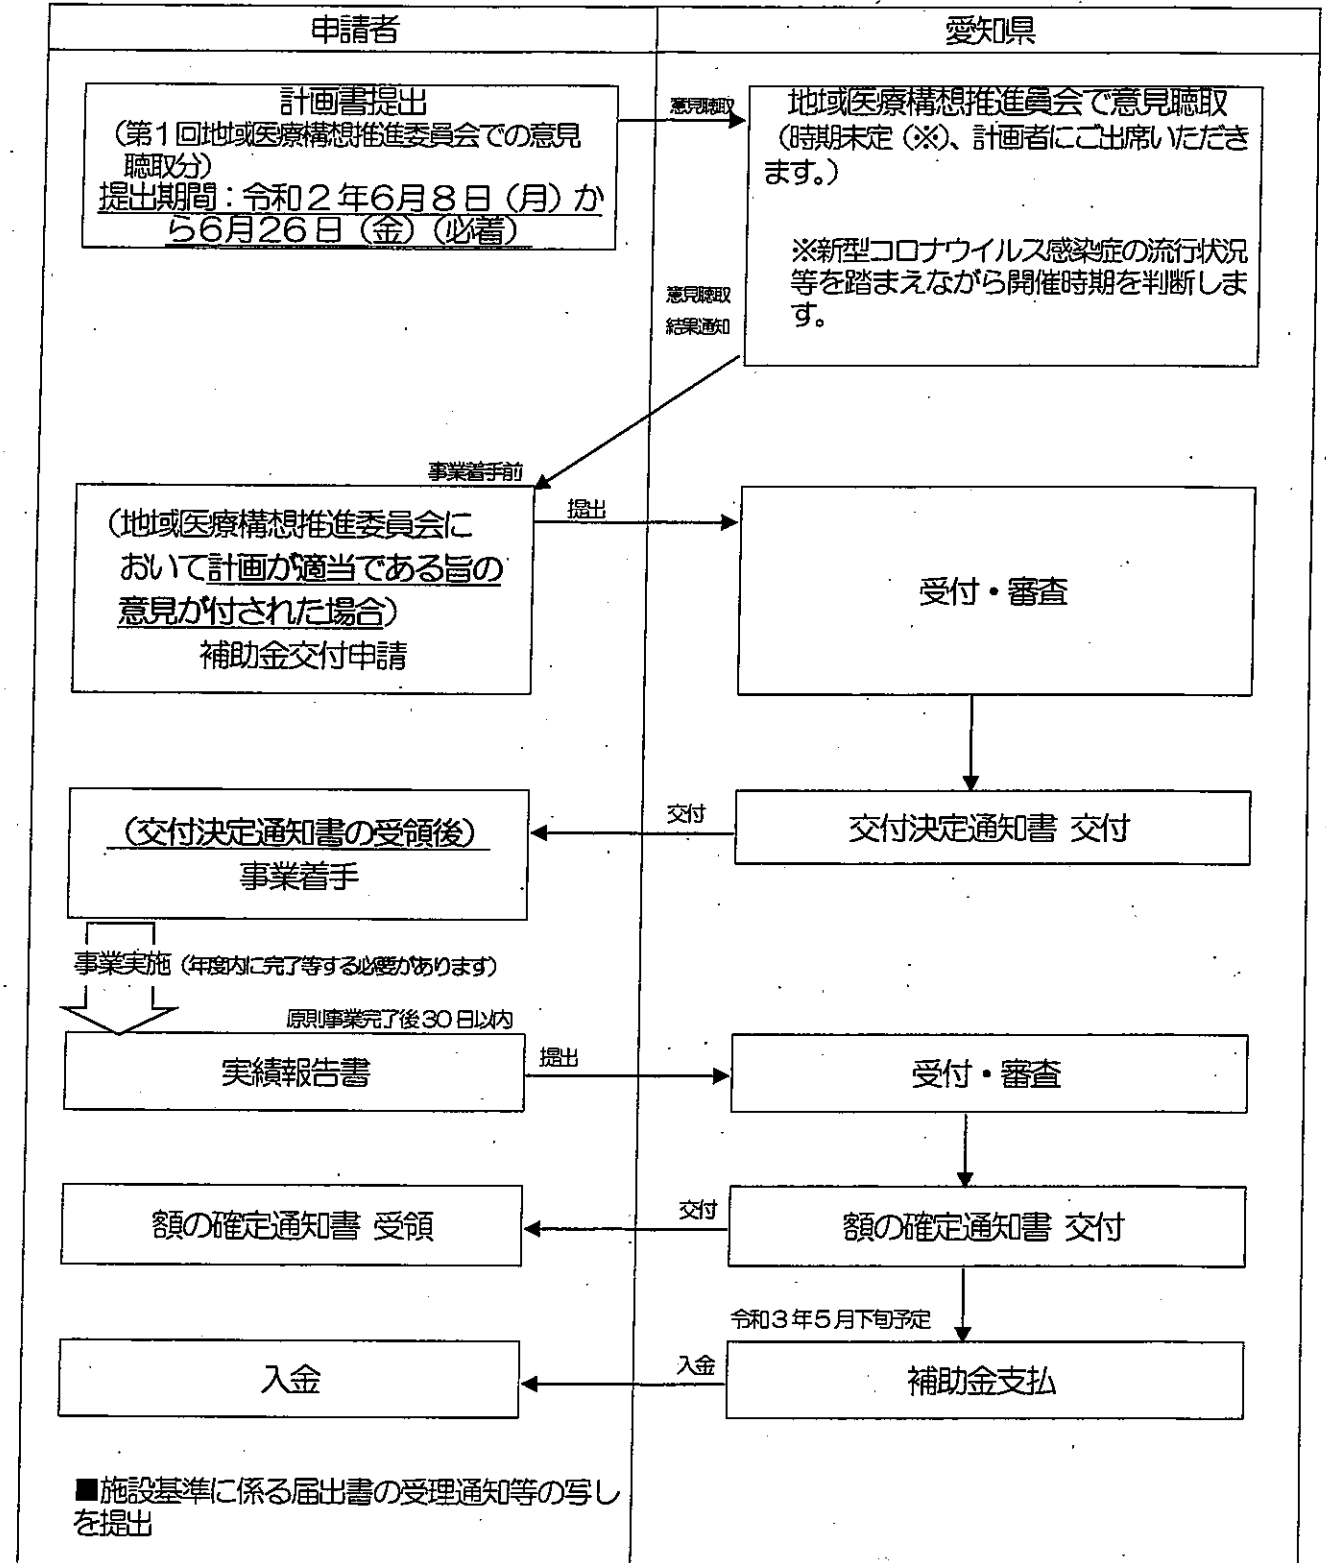 申請者
愛知県
計画書提出
（第１回地域医療構想推進委員会での意見
聴取分）
提出期間：令和２年６月８日（月）か
ら６月２６日（金）（必着）
意見聴取
地域医療構想推進員会で意見聴取
（時期未定（※）、計画者にご出席いただき
ます。）
※新型コロナウイルス感染症の流行状況
等を踏まえながら開催時期を判断しま
す。
意見聴取
結果通知
事業着手前
（地域医療構想推進委員会に
おいて計画が適当である旨の
意見が付された場合）
補助金交付申請
提出
受付・審査
交付決定通知書 交付
交付
（交付決定通知書の受領後）
事業着手
事業実施（年度内に完了等する必要があります）
原則事業完了後３０日以内
実績報告書
提出
受付・審査
額の確定通知書 交付
交付
額の確定通知書 受領
令和３年５月下旬予定
補助金支払
入金
入金
■施設基準に係る届出書の受理通知等の写し
を提出